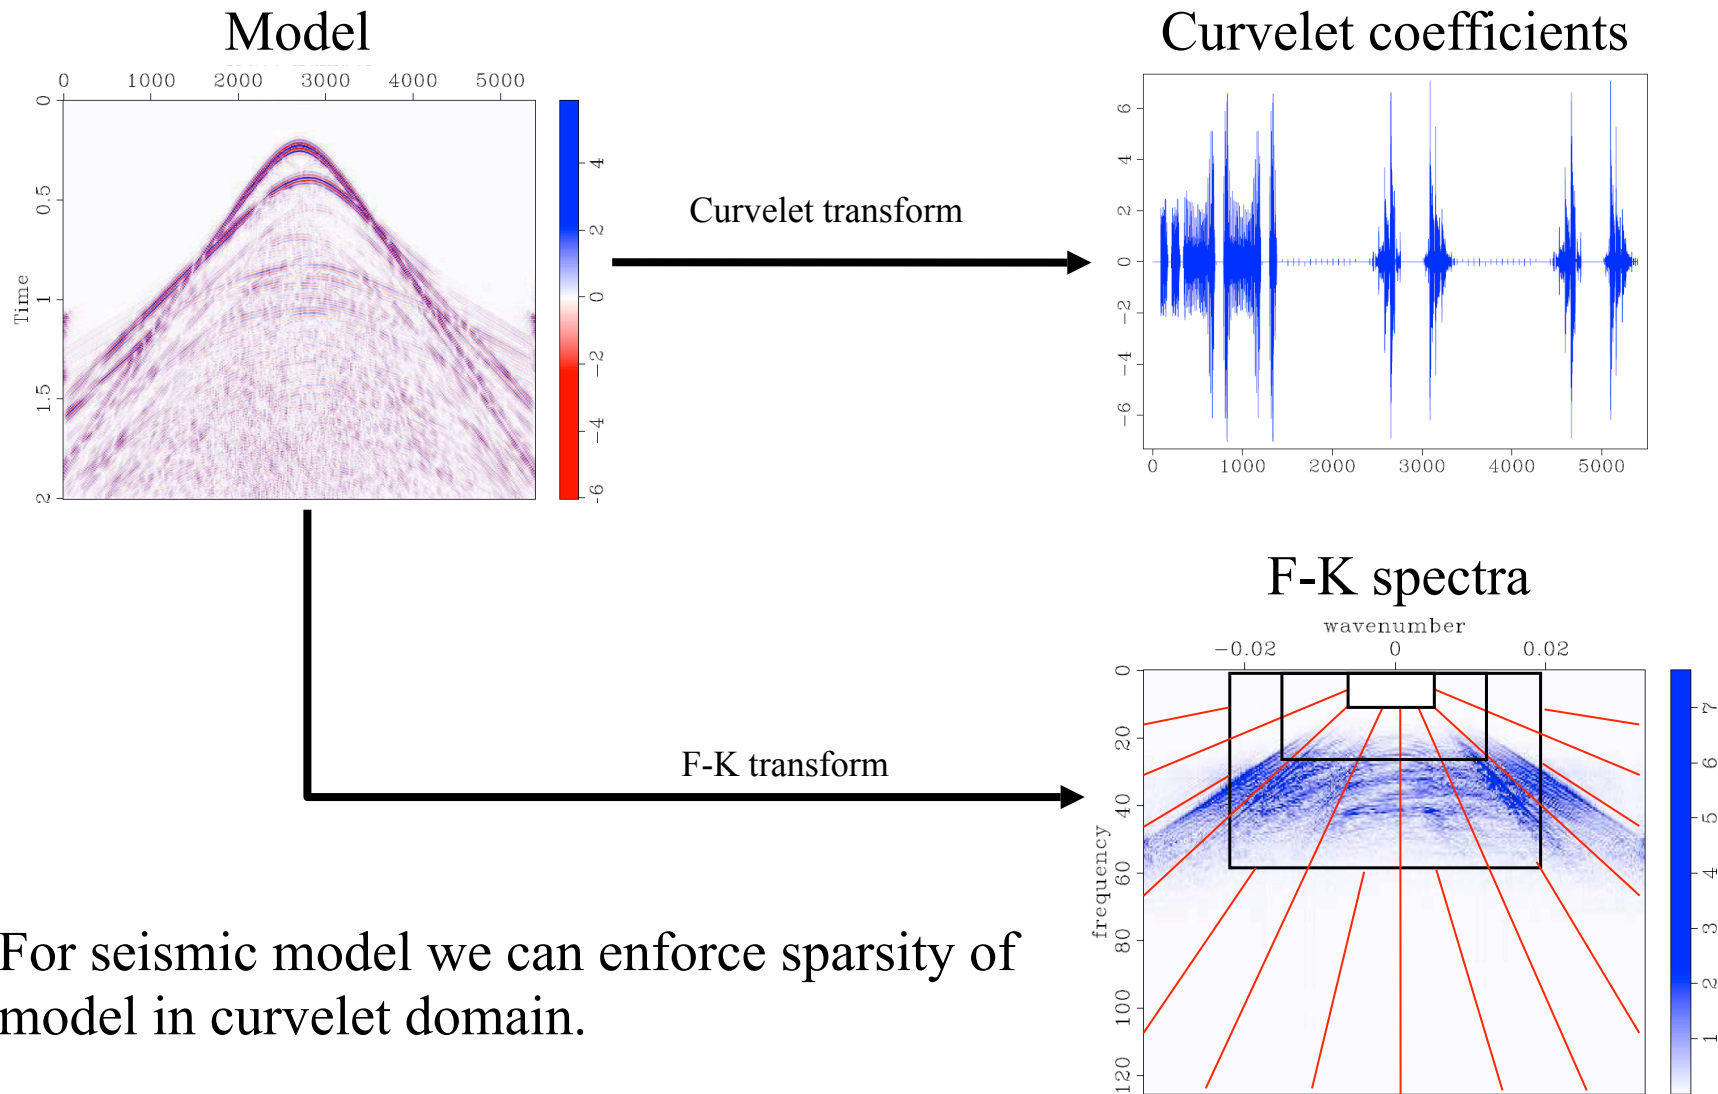 Model
Curvelet coefficients
0 1000 2000 3000 4000 5000
Time
0
0.5
1
1.5
2
4
2
0
−2
−4
−6
Curvelet transform
6
4
2
0
−2
−4
−6
0 1000 2000 3000 4000 5000
F-K spectra
wavenumber
−0.02 0 0.02
frequency
0
20
40
60
80
100
120
7
6
5
4
3
2
1
F-K transform
For seismic model we can enforce sparsity of
model in curvelet domain.